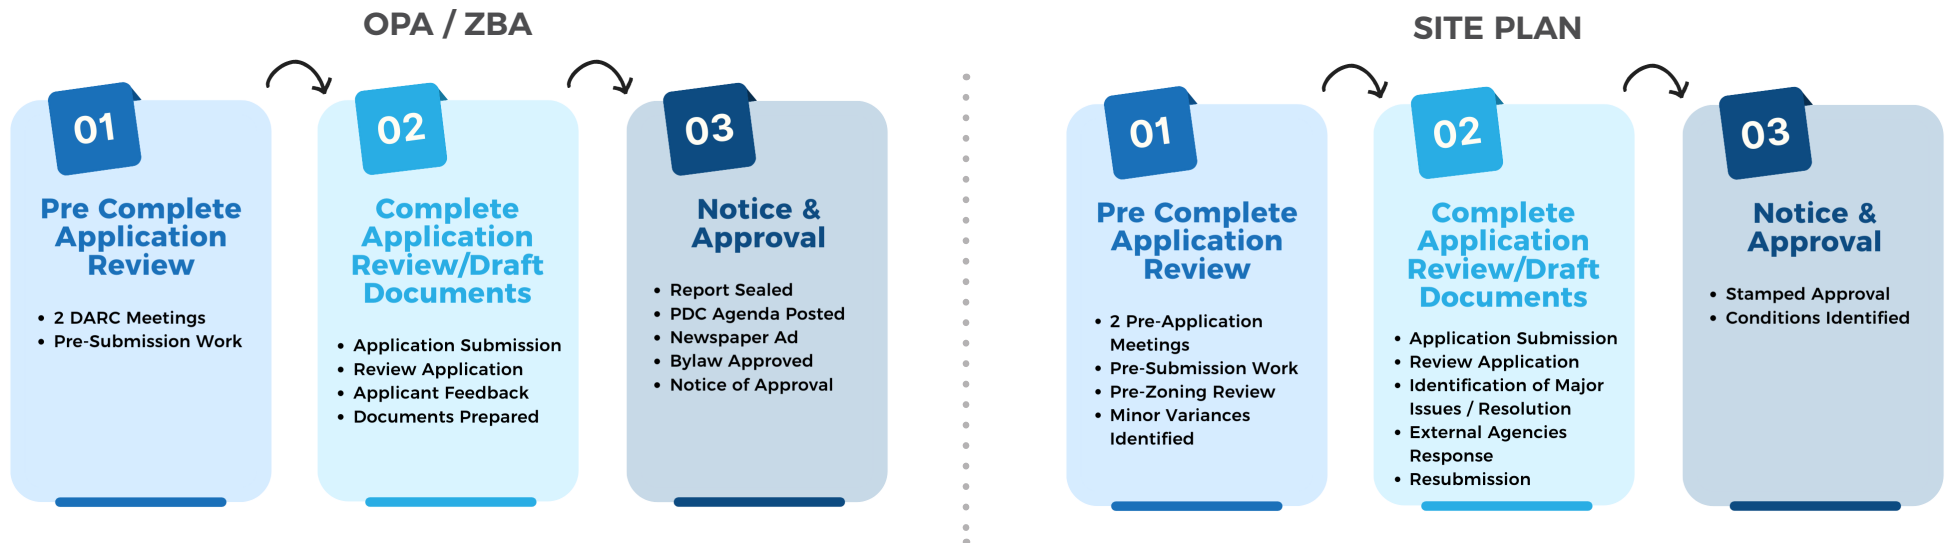 OPA / ZBA
01
Pre Complete
Application
Review
• 2 DARC Meetings
• Pre-Submission Work
02
Complete
Application
Review/Draft
Documents
• Application Submission
• Review Application
• Applicant Feedback
• Documents Prepared
03
Notice &
Approval
• Report Sealed
• PDC Agenda Posted
• Newspaper Ad
• Bylaw Approved
• Notice of Approval
SITE PLAN
01
Pre Complete
Application
Review
• 2 Pre-Application
Meetings
• Pre-Submission Work
• Pre-Zoning Review
• Minor Variances
Identified
02
Complete
Application
Review/Draft
Documents
• Application Submission
• Review Application
• Identification of Major
Issues / Resolution
• External Agencies
Response
• Resubmission
03
Notice &
Approval
• Stamped Approval
• Conditions Identified